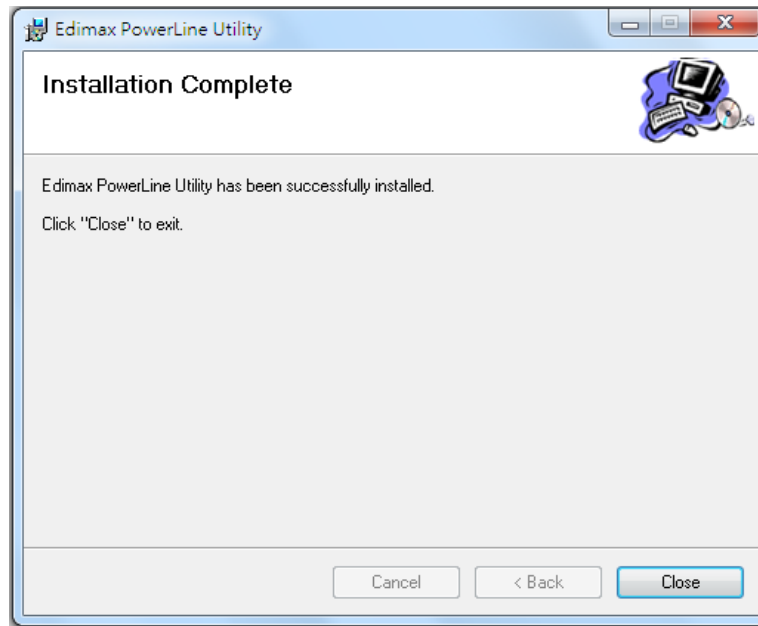 Edimax PowerLine Utility
Installation Complete
Edimax PowerLine Utility has been successfully installed.
Click "Close" to exit.
Cancel
< Back
Close